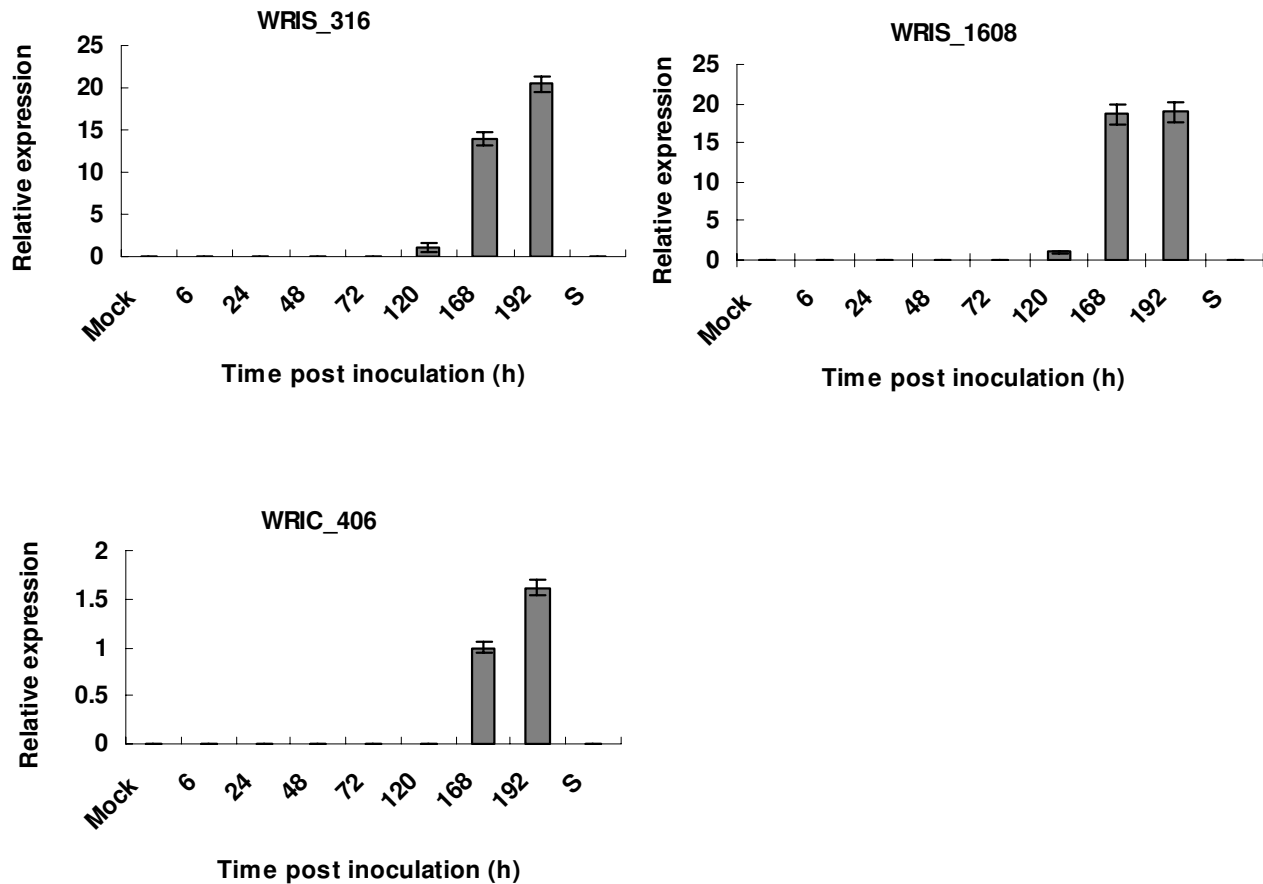 WRIS_316
Relative expression
25
20
15
10
5
0
Mock 6 24 48 72 120 168 192 S
Time post inoculation (h)
WRIS_1608
Relative expression
25
20
15
10
5
0
Mock 6 24 48 72 120 168 192 S
Time post inoculation (h)
WRIC_406
Relative expression
2
1.5
1
0.5
0
Mock 6 24 48 72 120 168 192 S
Time post inoculation (h)